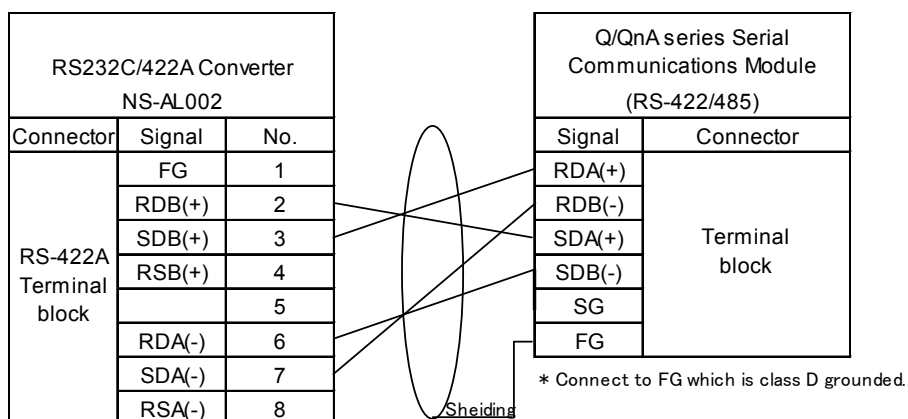 RS232C/422A Converter
NS-AL002
Connector Signal No.
FG 1
RDB(+) 2
SDB(+) 3
RSB(+) 4
5
RDA(-) 6
SDA(-) 7
RSA(-) 8
RS-422A
Terminal
block
Q/QnA series Serial
Communications Module
(RS-422/485)
Signal Connector
RDA(+)
RDB(-)
SDA(+)
SDB(-)
SG
FG
Terminal
block
* Connect to FG which is class D grounded.
Sheiding